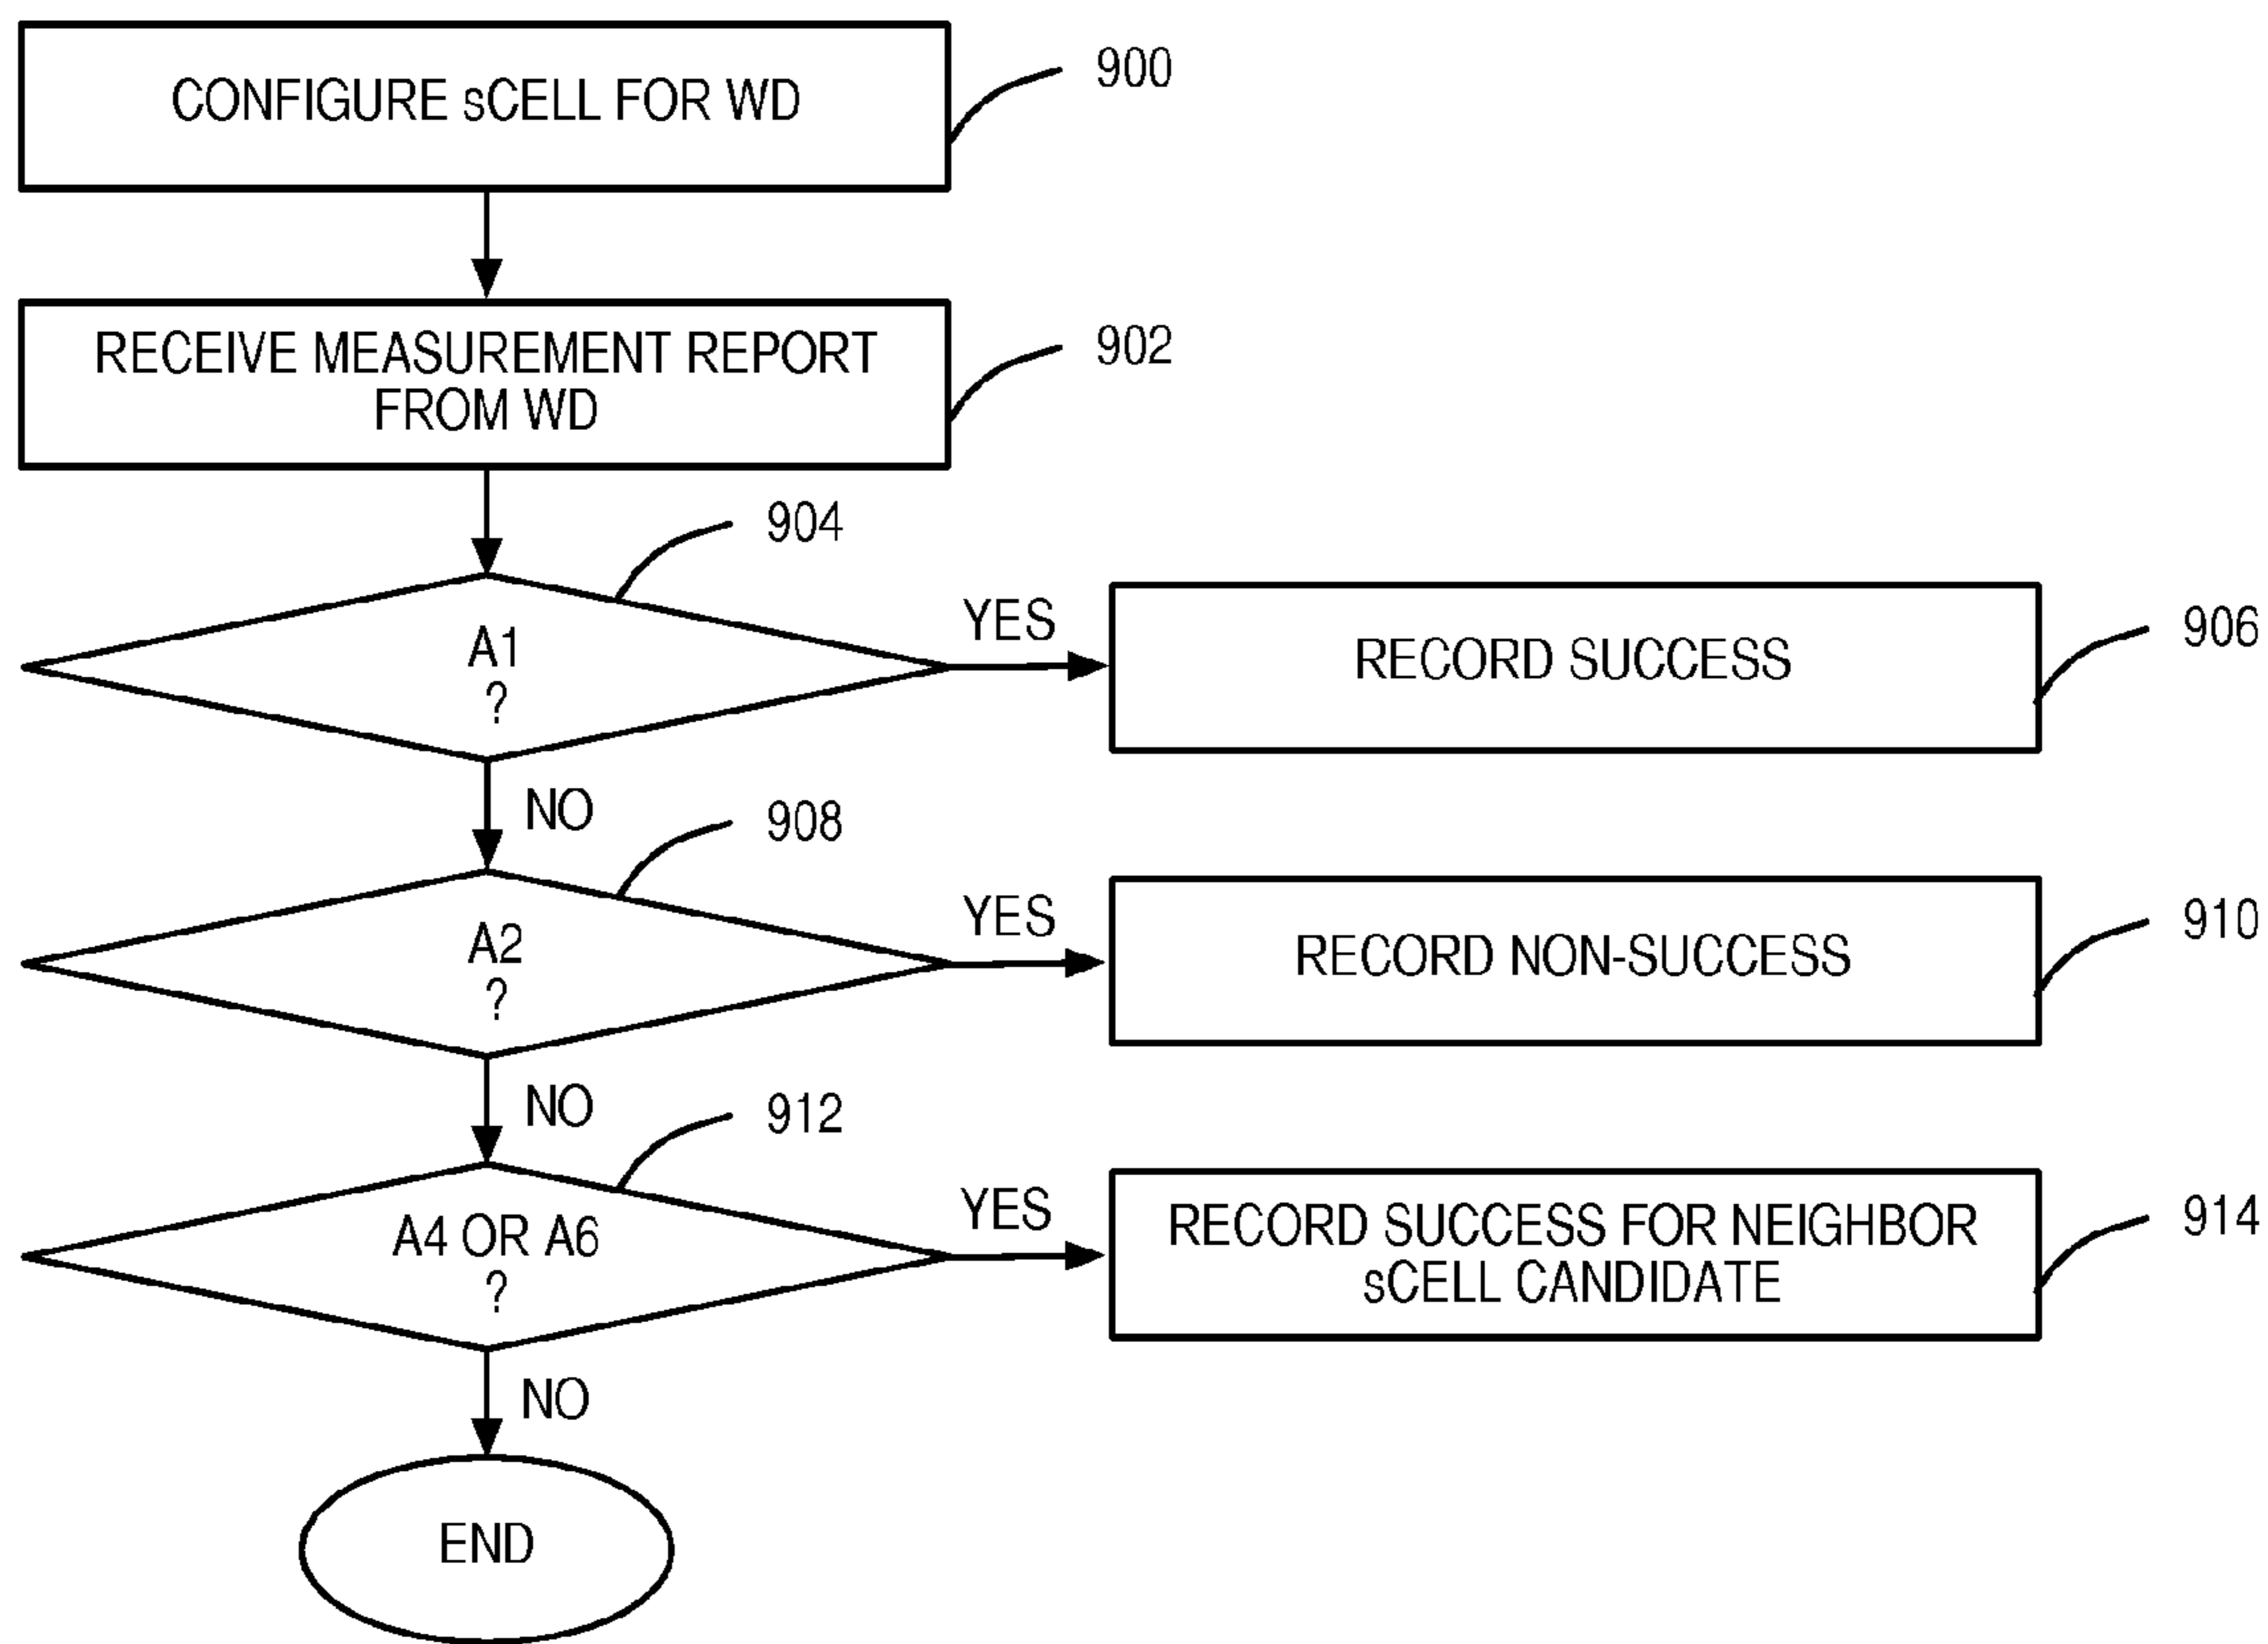 CONFIGURE sCELL FOR WD
900
RECEIVE MEASUREMENT REPORT
FROM WD
902
904
A1
?
YES
RECORD SUCCESS
906
NO
908
A2
?
YES
RECORD NON-SUCCESS
910
NO
912
A4 OR A6
?
YES
RECORD SUCCESS FOR NEIGHBOR
sCELL CANDIDATE
914
NO
END